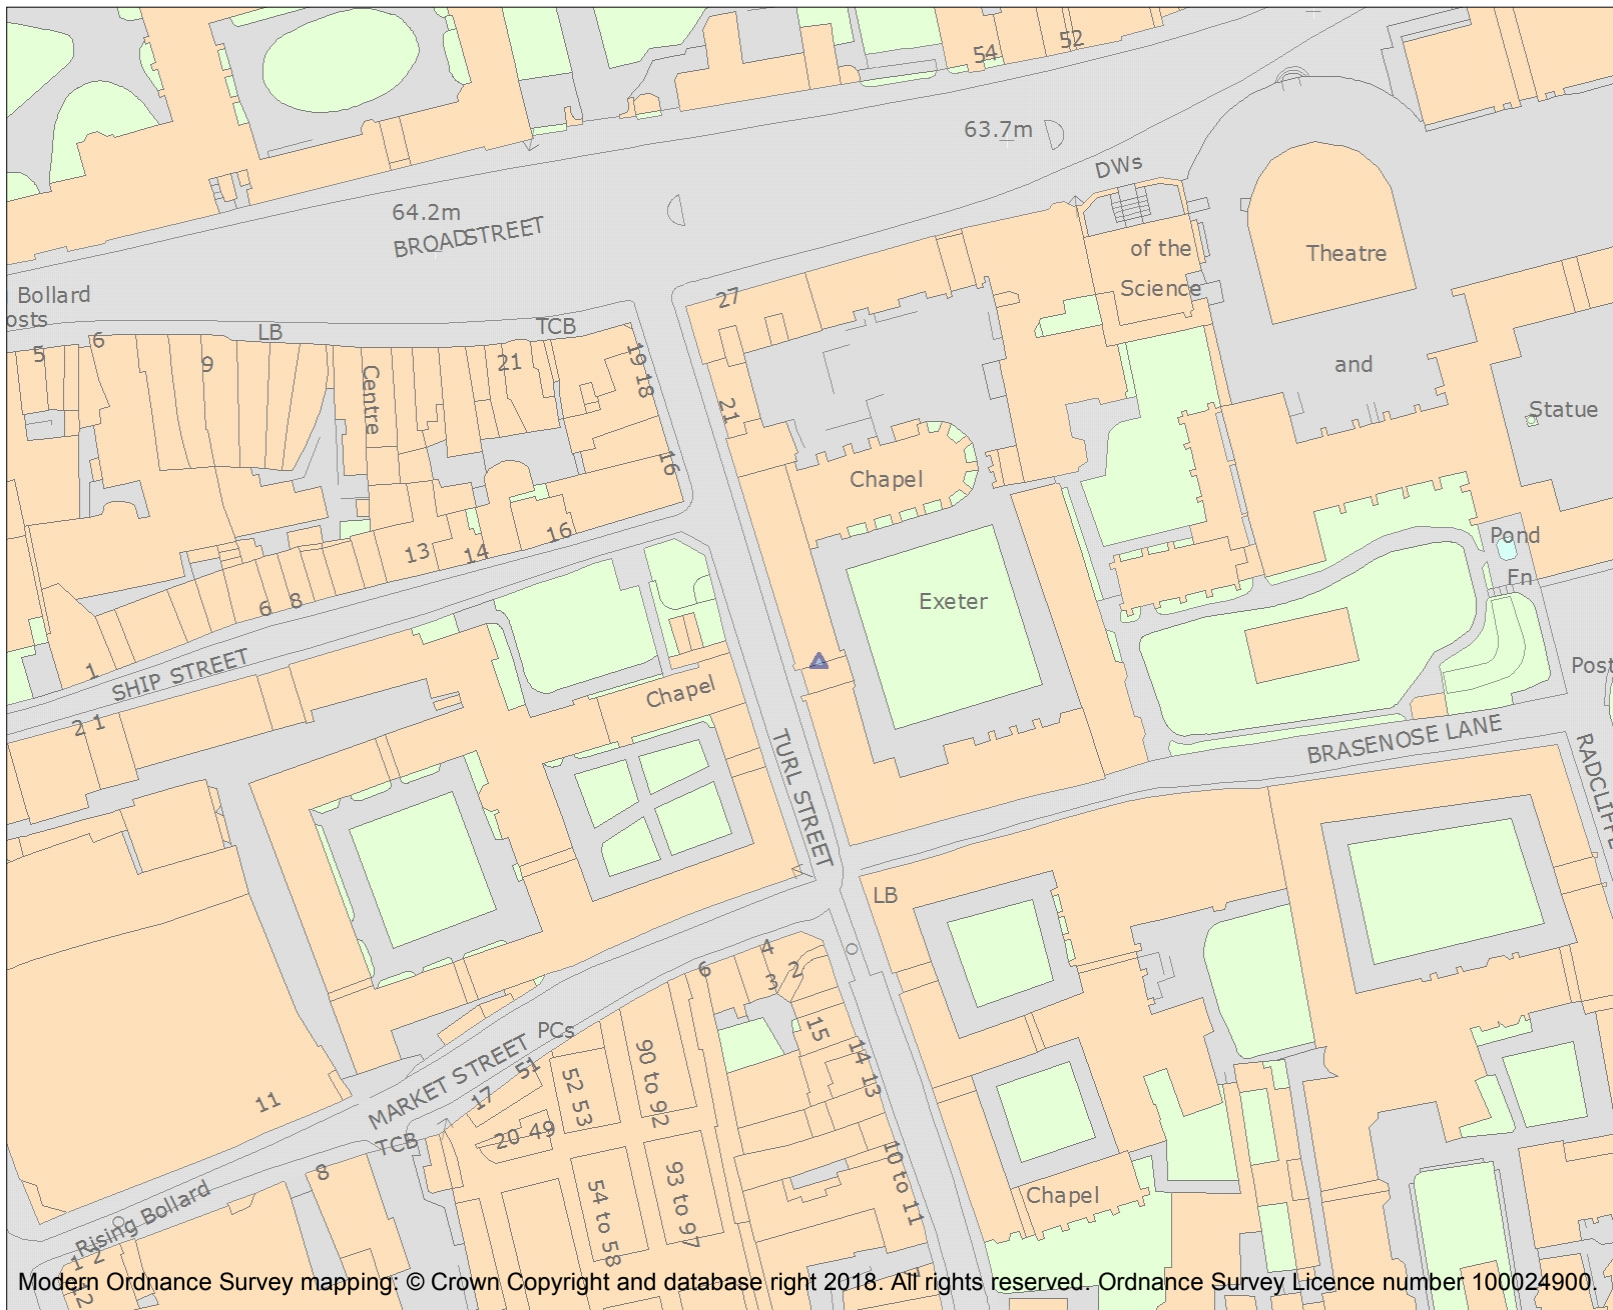 54
52
63.7m
DWs
64.2m
BROAD STREET
of the
Science
Theatre
Bollard
osts
27
5
6
LB
TCB
9
Centre
21
19 18
21
and
Statue
16
Chapel
13
14
16
Pond
Fn
6
8
Exeter
1
SHIP STREET
2 1
Chapel
Post
TURL STREET
BRASENOSE LANE
RADCLIFFE
LB
4
6
3
2
15
PCs
MARKET STREET
51
17
52 53
90 to 92
14 13
11
20 49
TCB
8
54 to 58
93 to 97
10 to 11
Chapel
Rising Bollard
1 2
Modern Ordnance Survey mapping: © Crown Copyright and database right 2018. All rights reserved. Ordnance Survey Licence number 100024900.